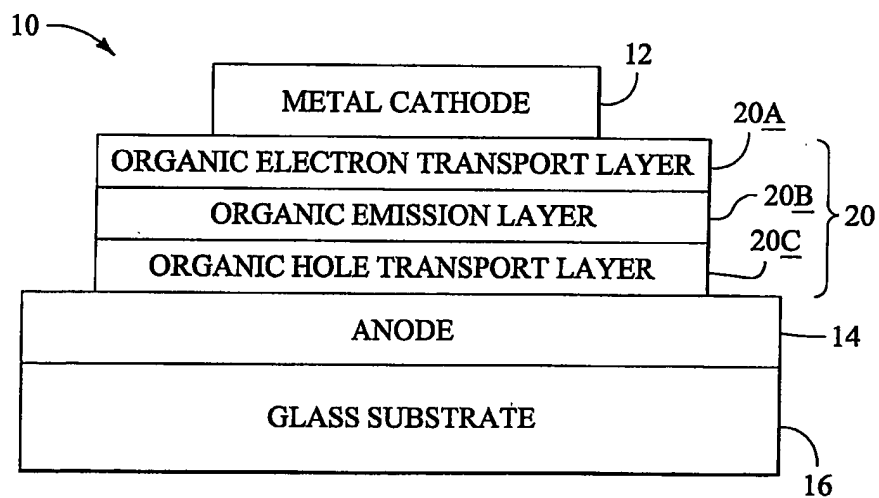 10
12
METAL CATHODE
20A
ORGANIC ELECTRON TRANSPORT LAYER
20B
ORGANIC EMISSION LAYER
20
20C
ORGANIC HOLE TRANSPORT LAYER
ANODE
14
GLASS SUBSTRATE
16